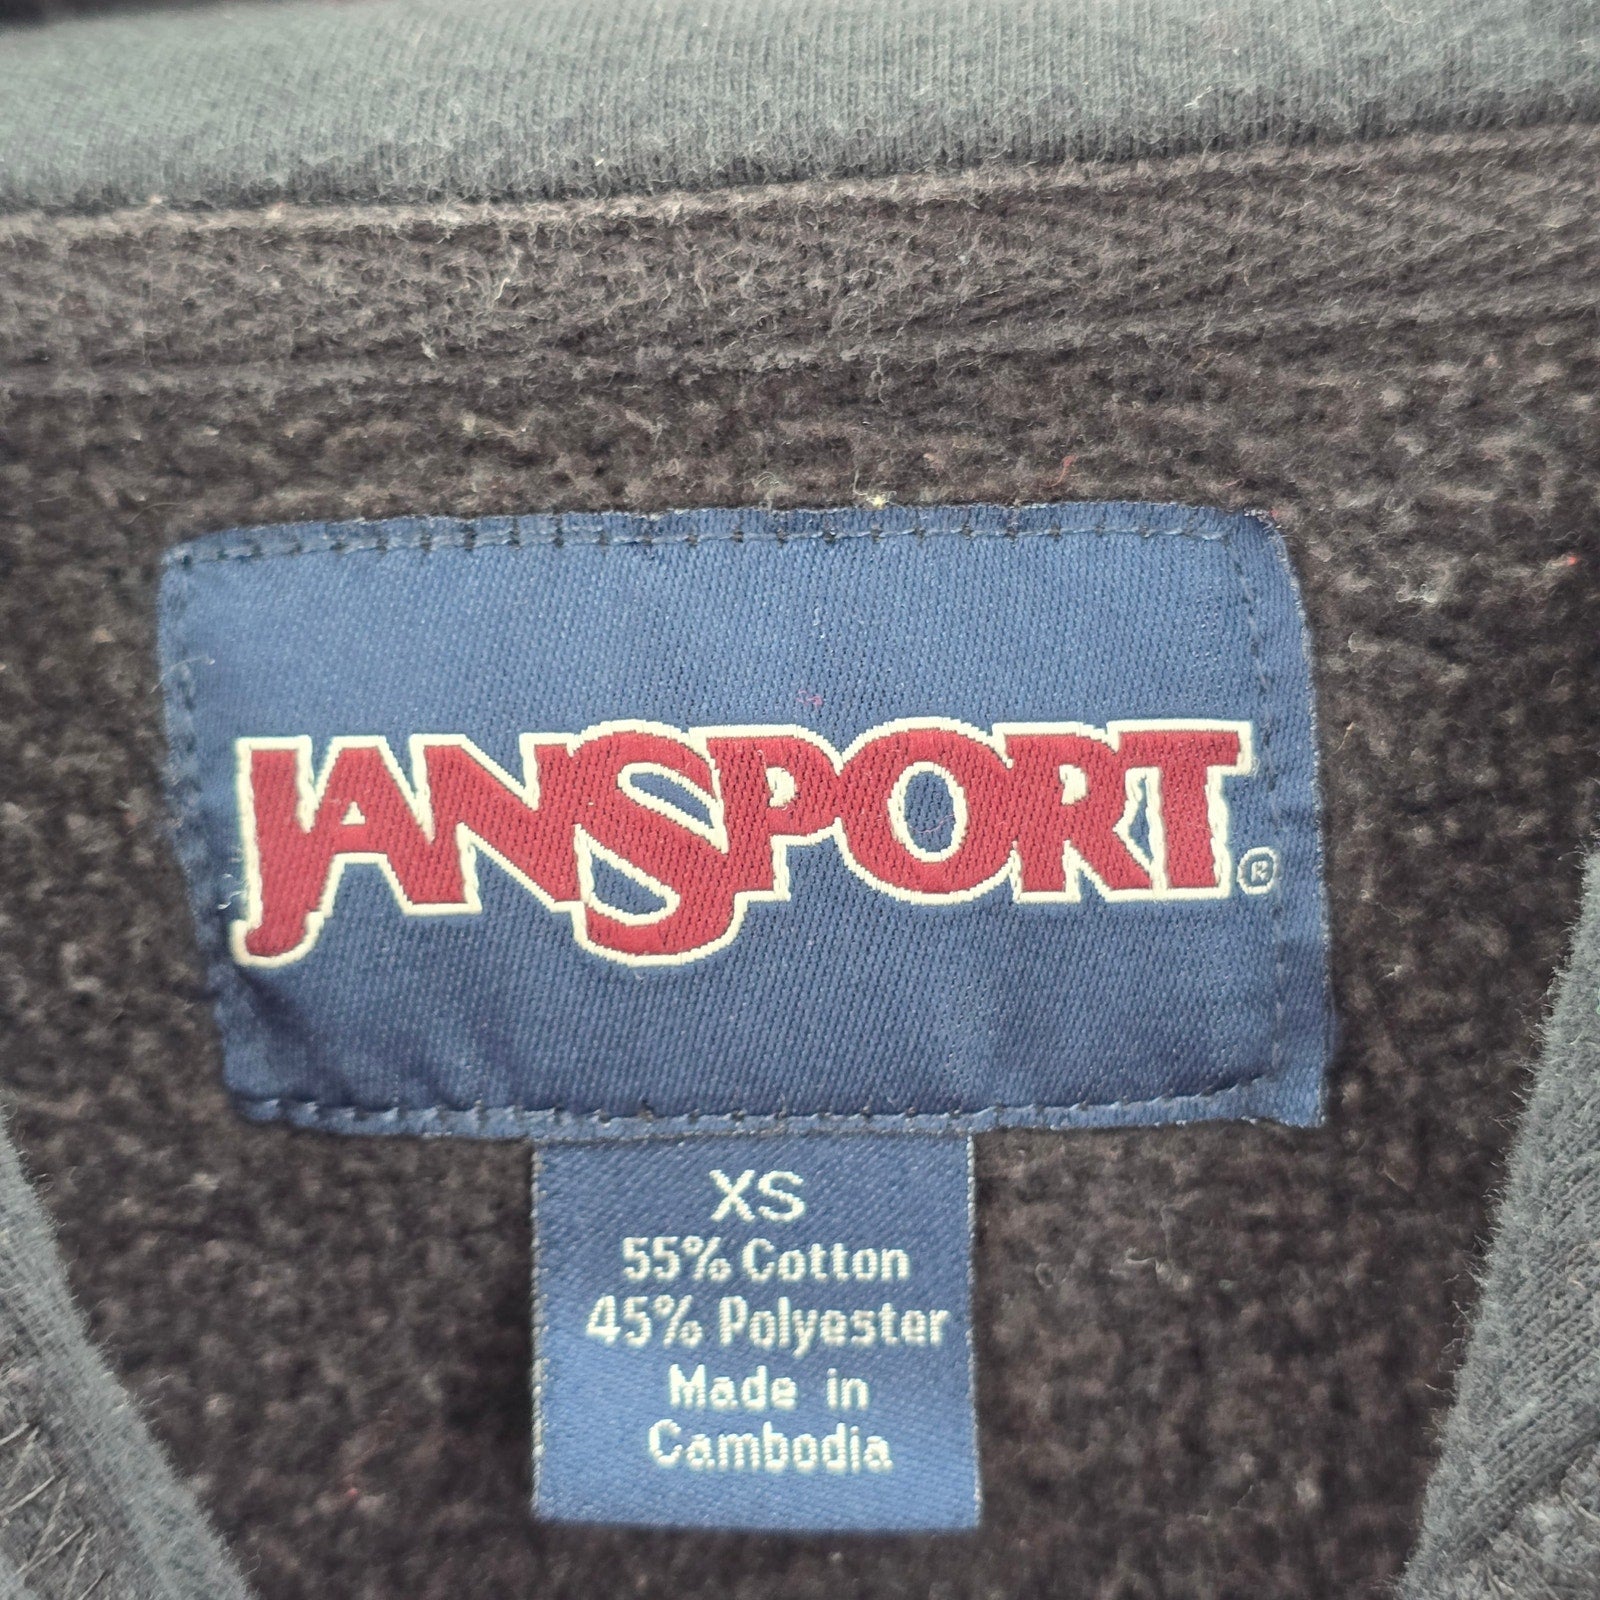 JANSPORT®
XS
55% Cotton
45% Polyester
Made in
Cambodia